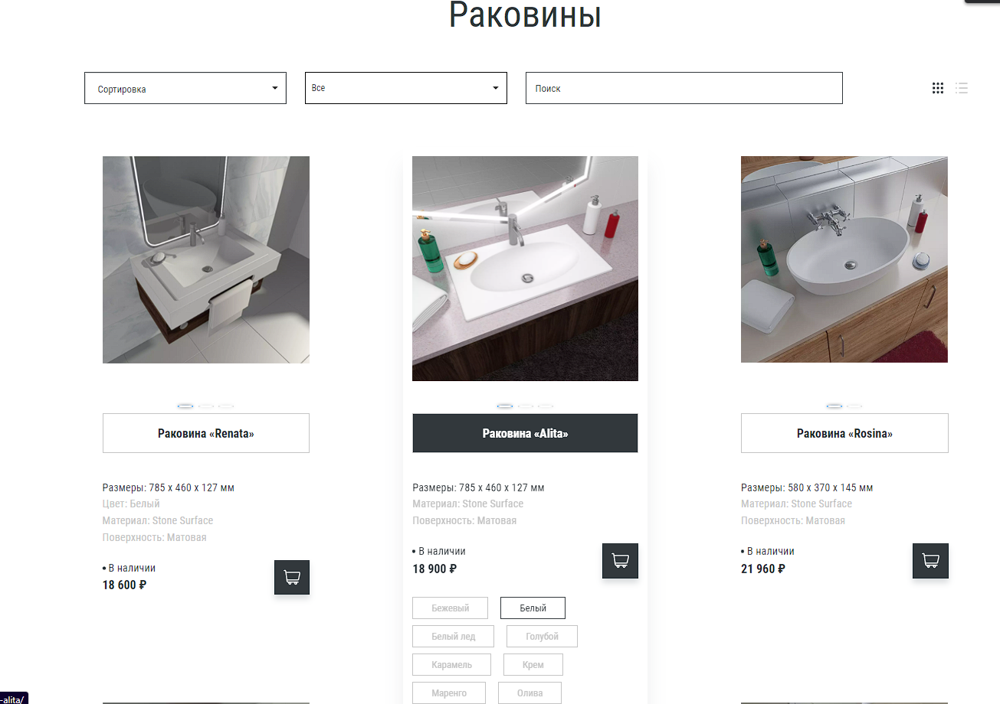 Раковины
Сортировка
Все
Поиск
Раковина «Renata»
Размеры: 785 x 460 x 127 мм
Цвет: Белый
Материал: Stone Surface
Поверхность: Матовая
• В наличии
18 600 ₽
Раковина «Alita»
Размеры: 785 x 460 x 127 мм
Материал: Stone Surface
Поверхность: Матовая
• В наличии
18 900 ₽
Бежевый
Белый
Белый лед
Голубой
Карамель
Крем
Маренго
Олива
Раковина «Rosina»
Размеры: 580 x 370 x 145 мм
Материал: Stone Surface
Поверхность: Матовая
• В наличии
21 960 ₽
-alita/